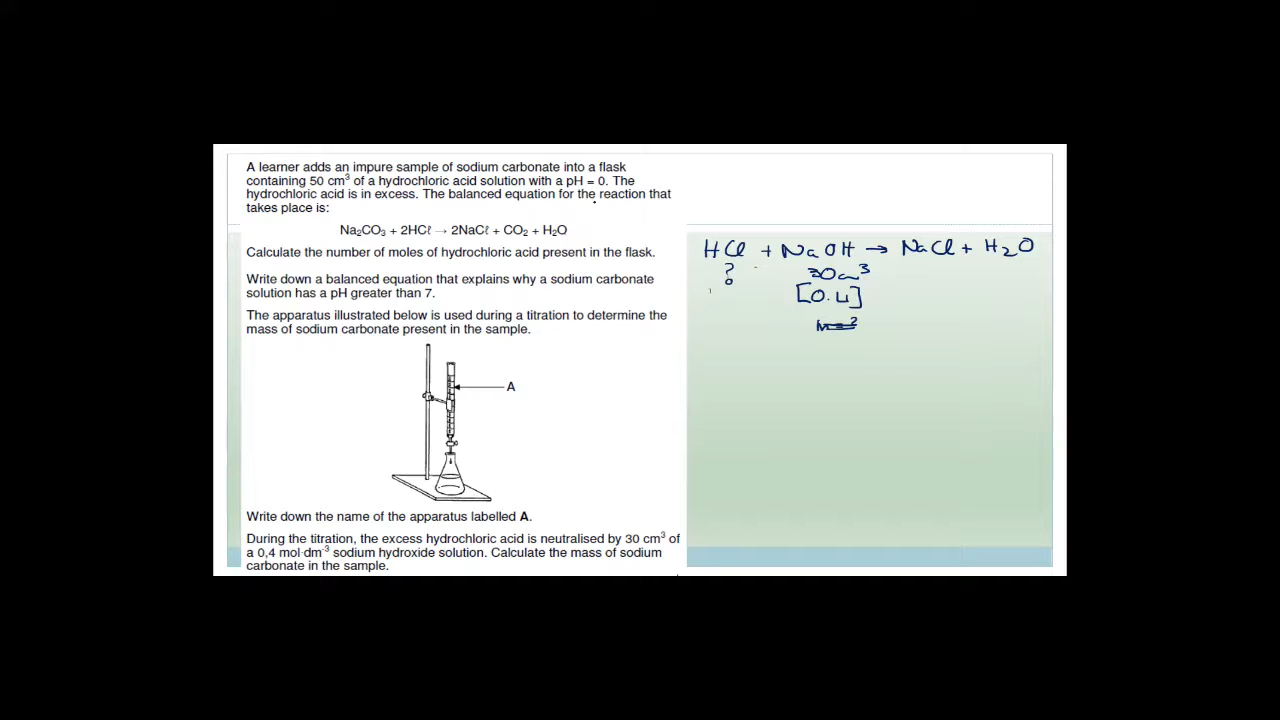 A learner adds an impure sample of sodium carbonate into a flask
containing 50 cm³ of a hydrochloric acid solution with a pH = 0. The
hydrochloric acid is in excess. The balanced equation for the reaction that
takes place is:
Na₂CO₃ + 2HCℓ → 2NaCℓ + CO₂ + H₂O
Calculate the number of moles of hydrochloric acid present in the flask.
Write down a balanced equation that explains why a sodium carbonate
solution has a pH greater than 7.
The apparatus illustrated below is used during a titration to determine the
mass of sodium carbonate present in the sample.
A
Write down the name of the apparatus labelled A.
During the titration, the excess hydrochloric acid is neutralised by 30 cm³ of
a 0,4 mol·dm⁻³ sodium hydroxide solution. Calculate the mass of sodium
carbonate in the sample.
HCl + NaOH → NaCl + H₂O
? 30cm³
[0.4]